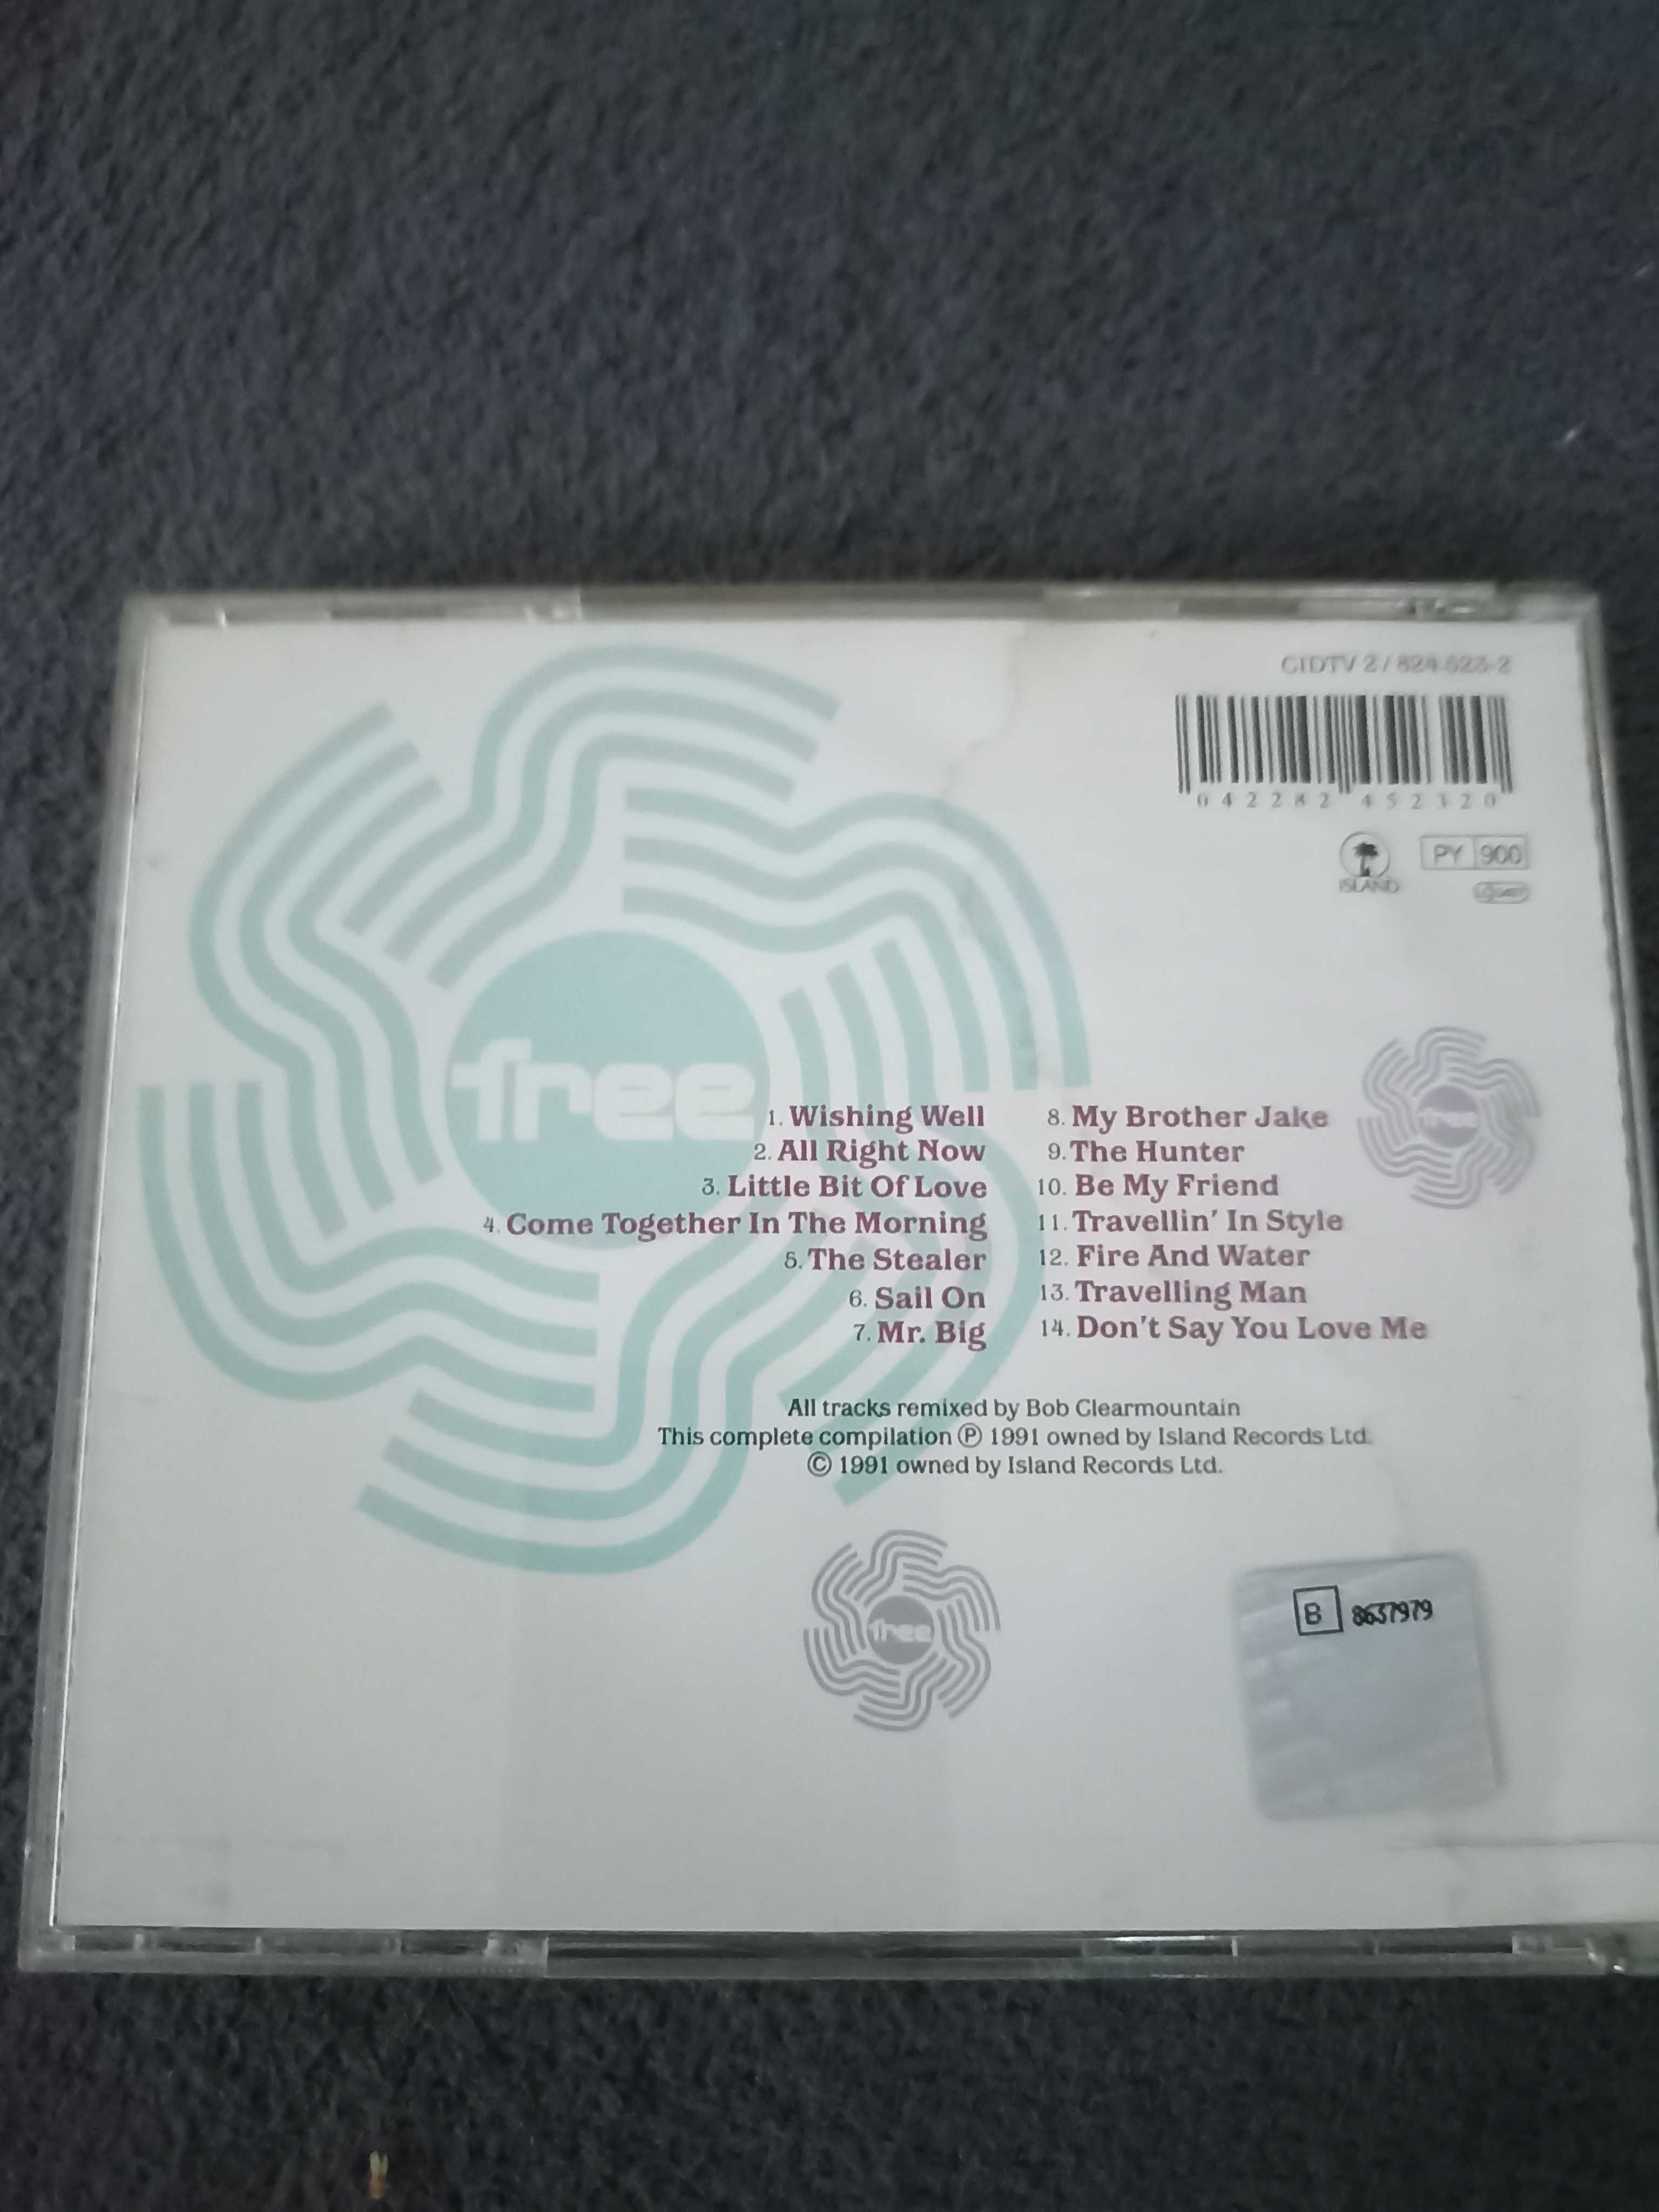 CIDTV 2 / 824-523-2
0 42282 45232 0
ISLAND
PY 900
free
1. Wishing Well
2. All Right Now
3. Little Bit Of Love
4. Come Together In The Morning
5. The Stealer
6. Sail On
7. Mr. Big
8. My Brother Jake
9. The Hunter
10. Be My Friend
11. Travellin' In Style
12. Fire And Water
13. Travelling Man
14. Don't Say You Love Me
free
All tracks remixed by Bob Clearmountain
This complete compilation Ⓟ 1991 owned by Island Records Ltd.
© 1991 owned by Island Records Ltd.
free
B 8637979